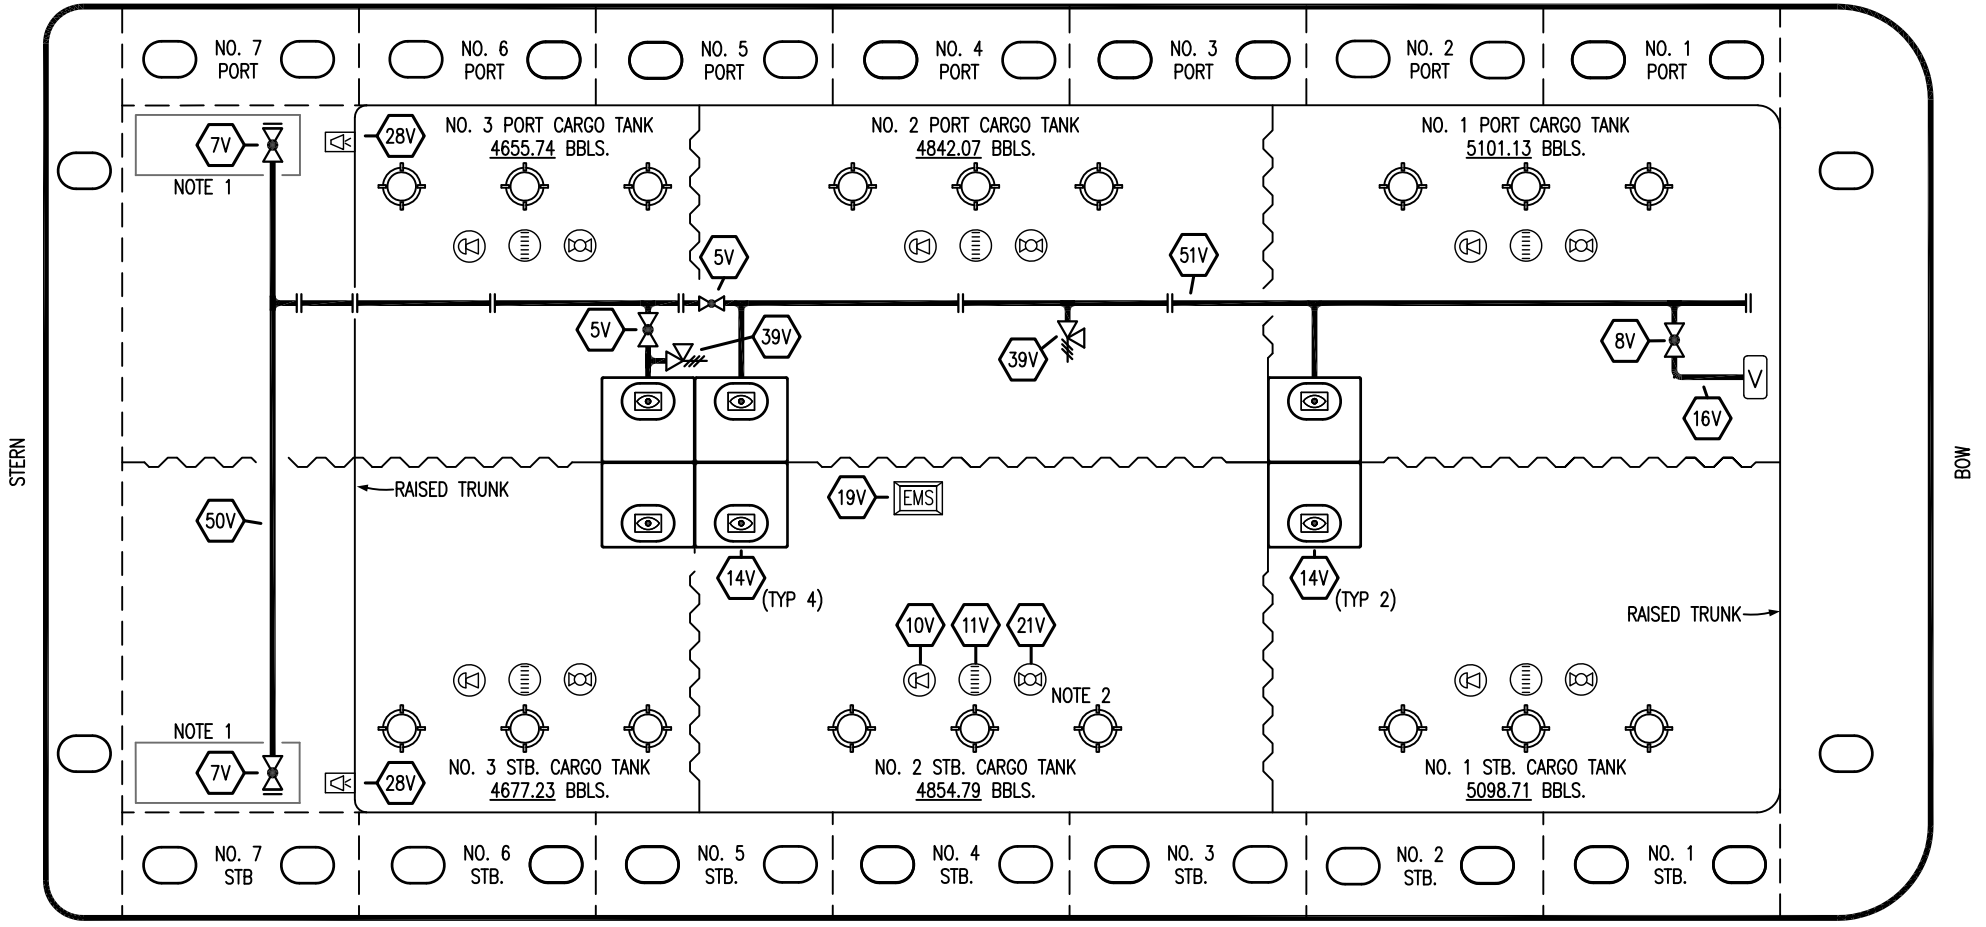 NO. 7
PORT
NO. 6
PORT
NO. 5
PORT
NO. 4
PORT
NO. 3
PORT
NO. 2
PORT
NO. 1
PORT
7V
NOTE 1
28V
NO. 3 PORT CARGO TANK
4655.74 BBLS.
NO. 2 PORT CARGO TANK
4842.07 BBLS.
NO. 1 PORT CARGO TANK
5101.13 BBLS.
5V
51V
5V
39V
39V
8V
V
16V
STERN
BOW
RAISED TRUNK
19V
EMS
50V
14V
(TYP 4)
14V
(TYP 2)
RAISED TRUNK
10V
11V
21V
NOTE 2
NOTE 1
7V
28V
NO. 3 STB. CARGO TANK
4677.23 BBLS.
NO. 2 STB. CARGO TANK
4854.79 BBLS.
NO. 1 STB. CARGO TANK
5098.71 BBLS.
NO. 7
STB
NO. 6
STB.
NO. 5
STB.
NO. 4
STB.
NO. 3
STB.
NO. 2
STB.
NO. 1
STB.